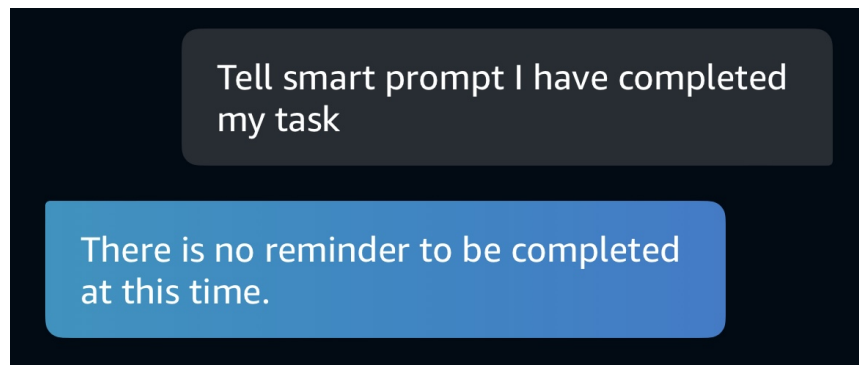 Tell smart prompt I have completed
my task
There is no reminder to be completed
at this time.